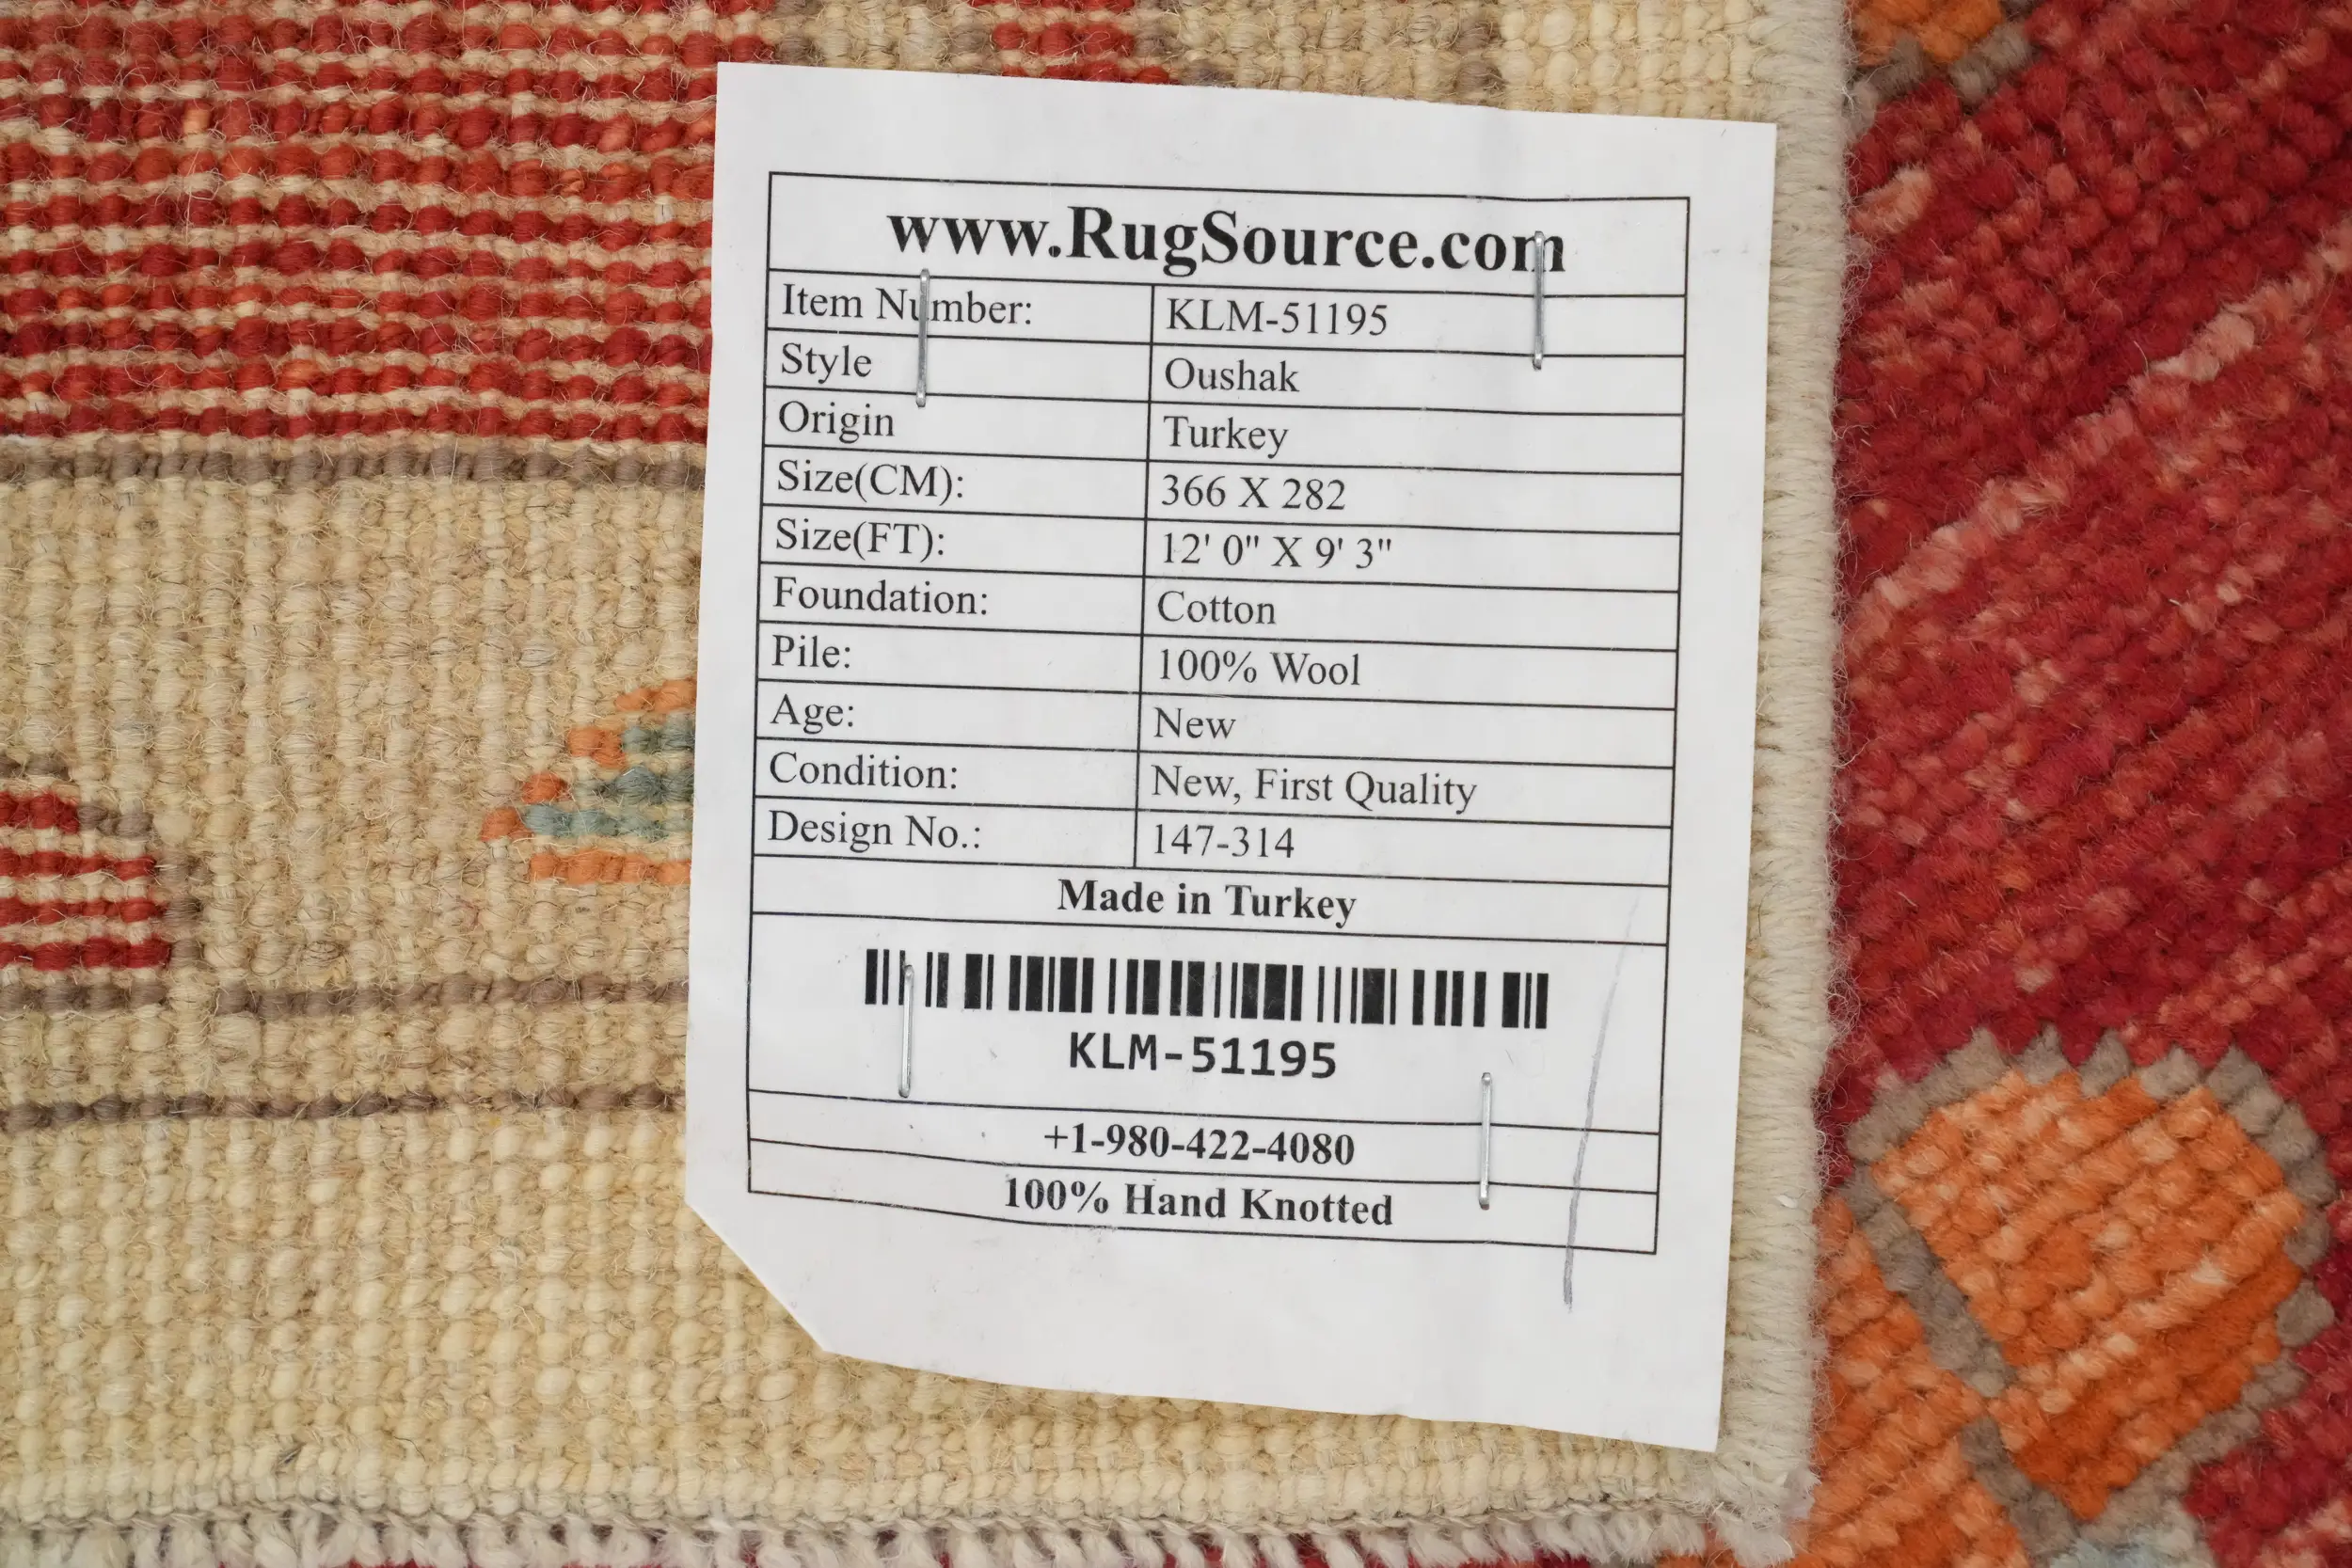 www.RugSource.com
Item Number: KLM-51195
Style Oushak
Origin Turkey
Size(CM): 366 X 282
Size(FT): 12' 0" X 9' 3"
Foundation: Cotton
Pile: 100% Wool
Age: New
Condition: New, First Quality
Design No.: 147-314
Made in Turkey
KLM-51195
+1-980-422-4080
100% Hand Knotted